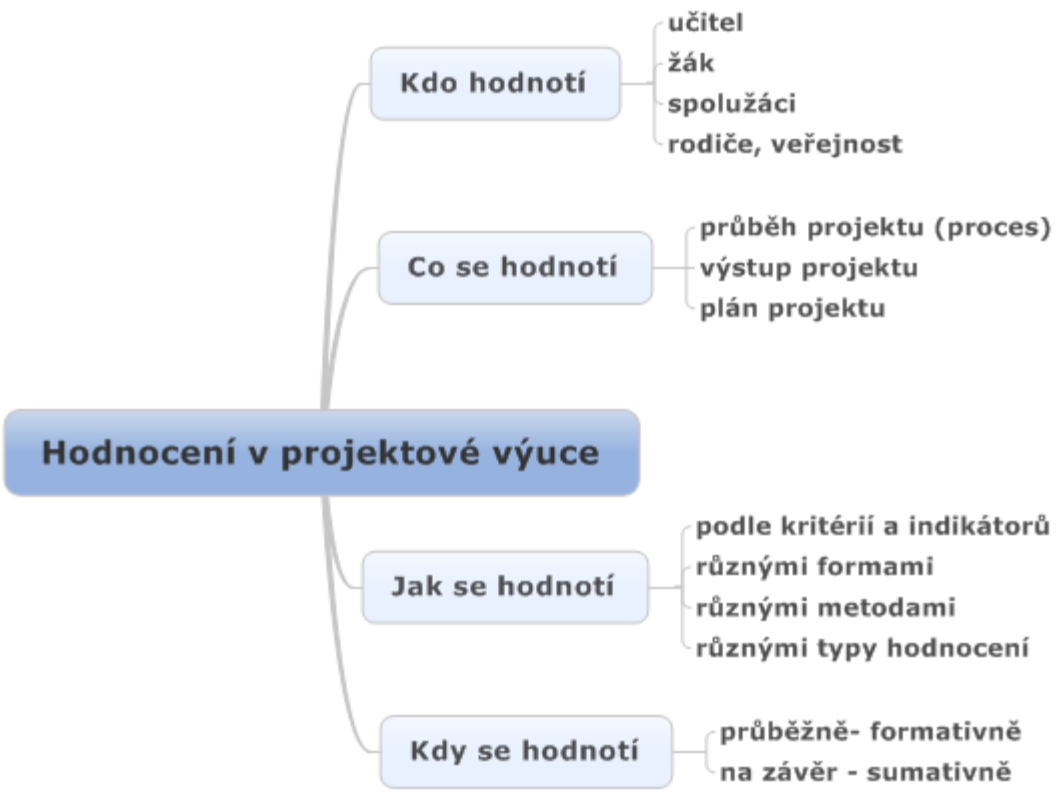 Kdo hodnotí
učitel
žák
spolužáci
rodiče, veřejnost
Co se hodnotí
průběh projektu (proces)
výstup projektu
plán projektu
Hodnocení v projektové výuce
Jak se hodnotí
podle kritérií a indikátorů
různými formami
různými metodami
různými typy hodnocení
Kdy se hodnotí
průběžně- formativně
na závěr - sumativně